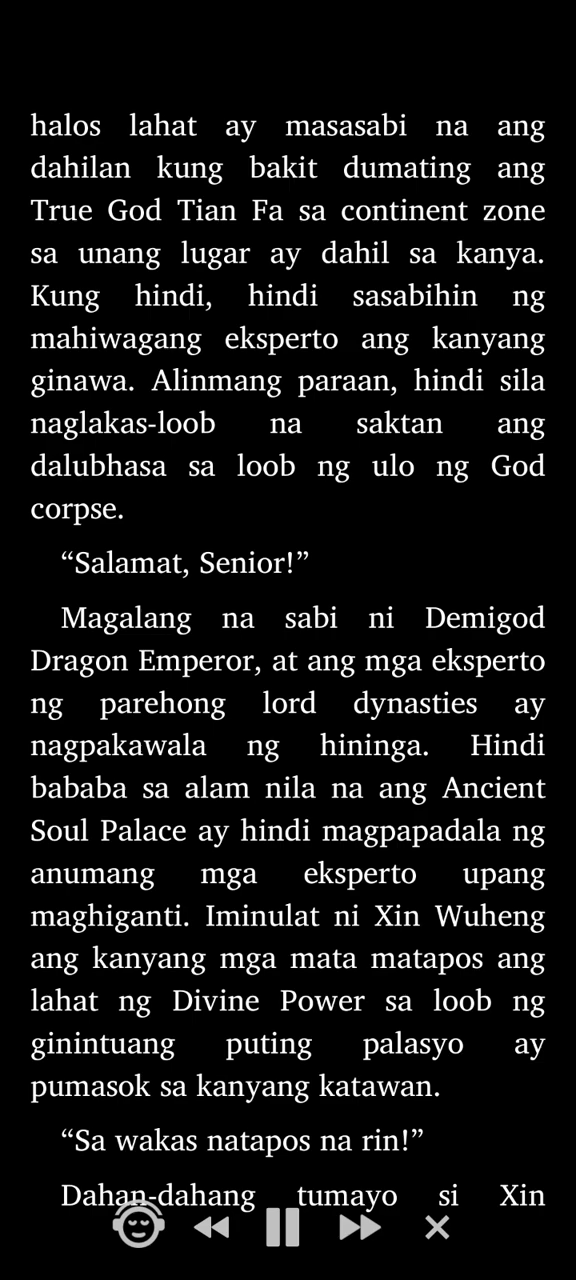 halos lahat ay masasabi na ang
dahilan kung bakit dumating ang
True God Tian Fa sa continent zone
sa unang lugar ay dahil sa kanya.
Kung hindi, hindi sasabihin ng
mahiwagang eksperto ang kanyang
ginawa. Alinmang paraan, hindi sila
naglakas-loob na saktan ang
dalubhasa sa loob ng ulo ng God
corpse.
“Salamat, Senior!”
Magalang na sabi ni Demigod
Dragon Emperor, at ang mga eksperto
ng parehong lord dynasties ay
nagpakawala ng hininga. Hindi
bababa sa alam nila na ang Ancient
Soul Palace ay hindi magpapadala ng
anumang mga eksperto upang
maghiganti. Iminulat ni Xin Wuheng
ang kanyang mga mata matapos ang
lahat ng Divine Power sa loob ng
ginintuang puting palasyo ay
pumasok sa kanyang katawan.
“Sa wakas natapos na rin!”
Dahan-dahang tumayo si Xin